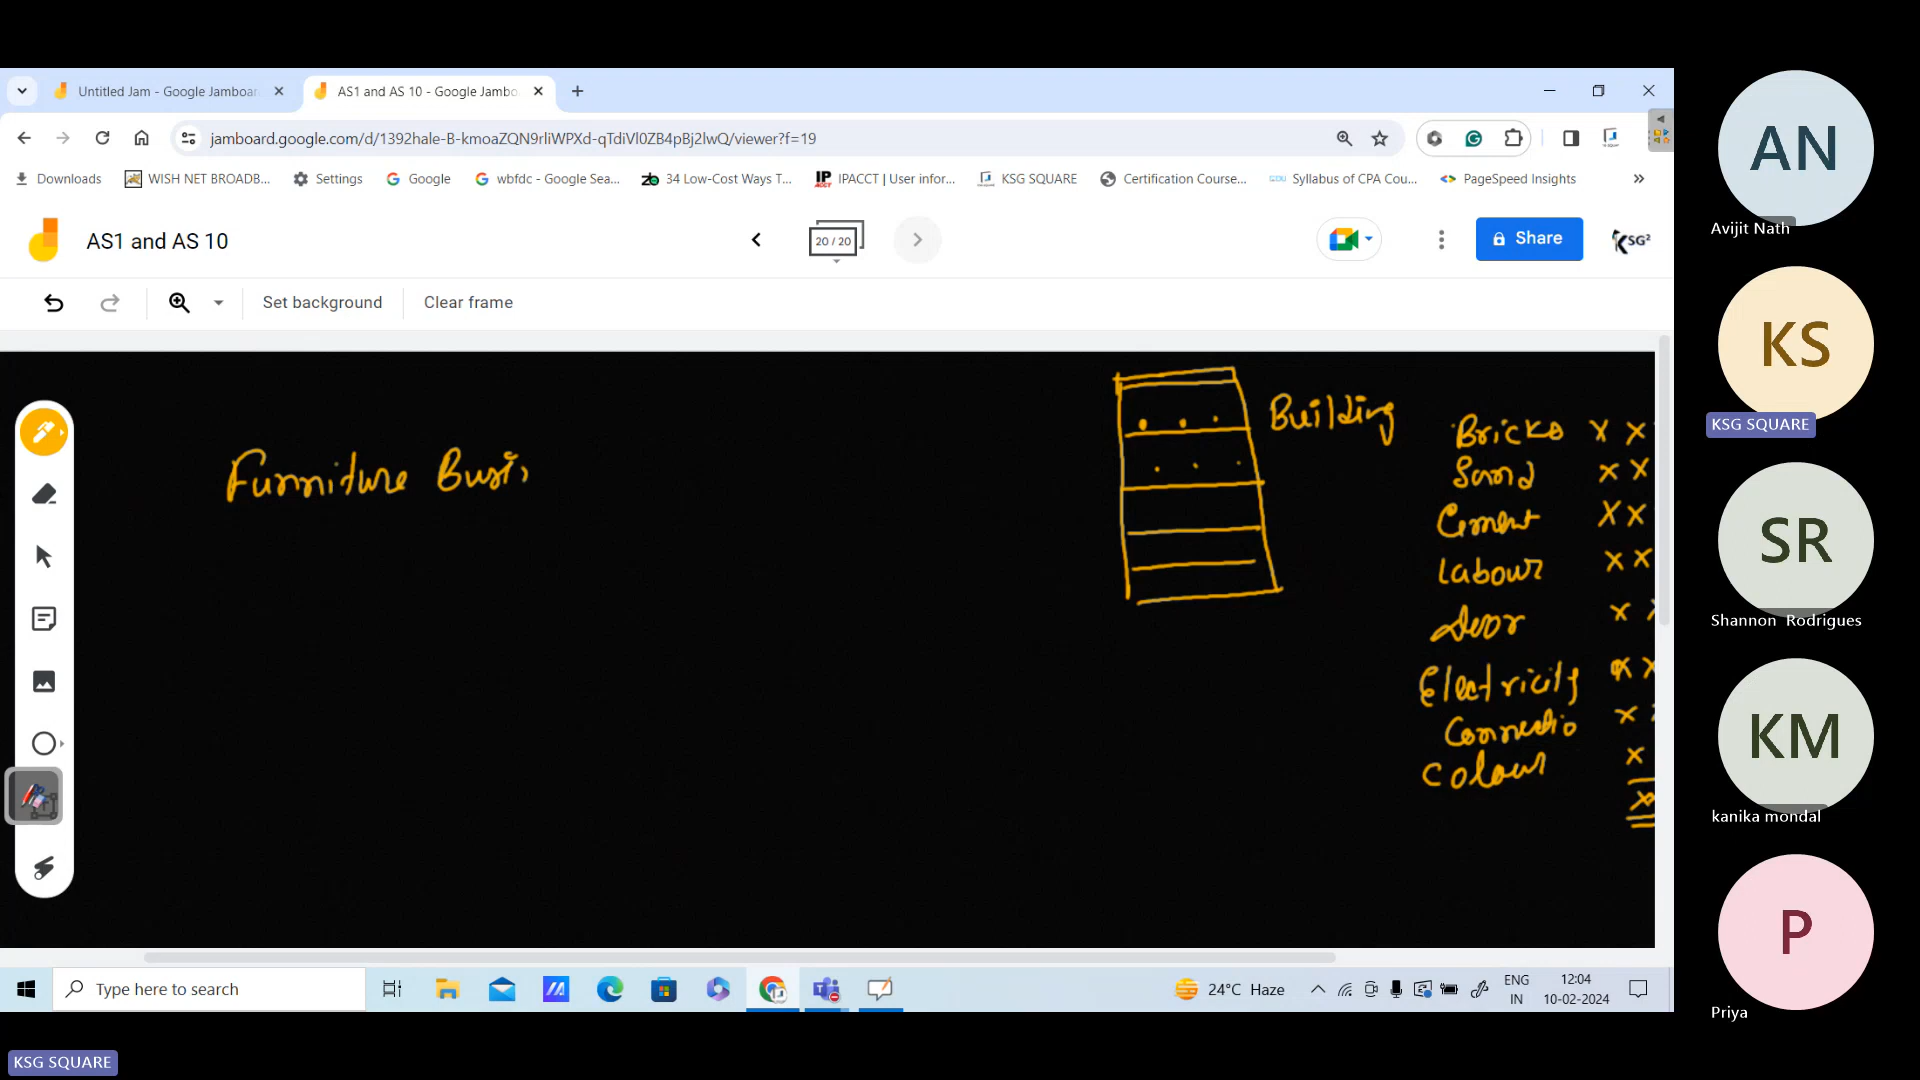 Untitled Jam - Google Jamboar
AS1 and AS 10 - Google Jambo
jamboard.google.com/d/1392hale-B-kmoaZQN9rliWPXd-qTdiVl0ZB4pBj2lwQ/viewer?f=19
Downloads
WISH NET BROADB...
Settings
Google
wbfdc - Google Sea...
34 Low-Cost Ways T...
IPACCT | User infor...
KSG SQUARE
Certification Course...
Syllabus of CPA Cou...
PageSpeed Insights
AS1 and AS 10
20 / 20
Share
KSG²
Set background
Clear frame
Furniture Busi
Building
Bricks X X
Sand X X
Cement X X
Labour X X
Door X
Electricity X X
Connectio X
Colour X
Type here to search
24°C Haze
ENG
IN
12:04
10-02-2024
AN
Avijit Nath
KS
KSG SQUARE
SR
Shannon Rodrigues
KM
kanika mondal
P
Priya
KSG SQUARE